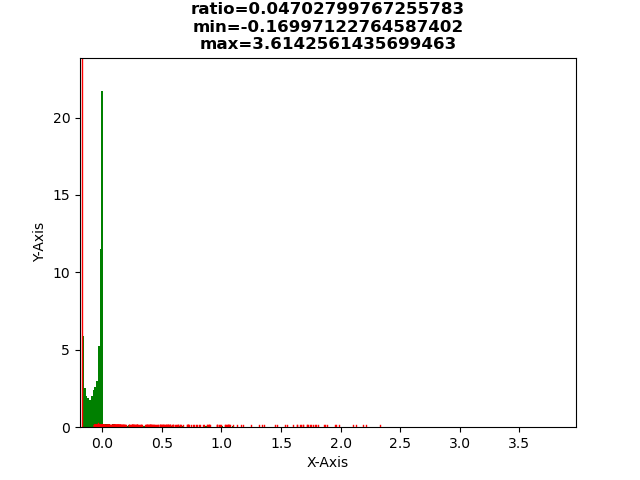 ratio=0.04702799767255783
min=-0.16997122764587402
max=3.6142561435699463
20
15
10
5
0
Y-Axis
0.0 0.5 1.0 1.5 2.0 2.5 3.0 3.5
X-Axis